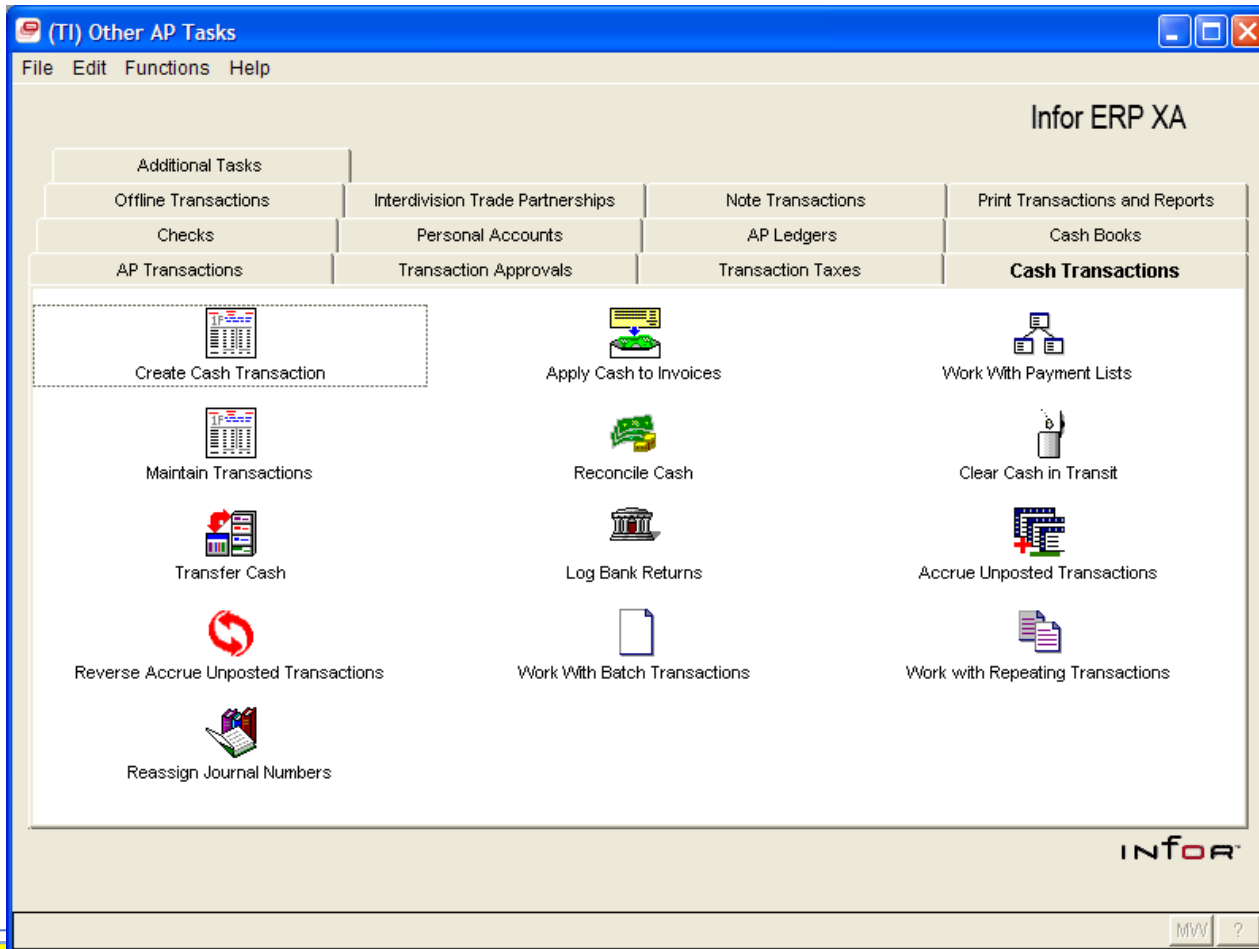 (TI) Other AP Tasks
File Edit Functions Help
Infor ERP XA
Additional Tasks
Offline Transactions Interdivision Trade Partnerships Note Transactions Print Transactions and Reports
Checks Personal Accounts AP Ledgers Cash Books
AP Transactions Transaction Approvals Transaction Taxes Cash Transactions
Create Cash Transaction Apply Cash to Invoices Work With Payment Lists
Maintain Transactions Reconcile Cash Clear Cash in Transit
Transfer Cash Log Bank Returns Accrue Unposted Transactions
Reverse Accrue Unposted Transactions Work With Batch Transactions Work with Repeating Transactions
Reassign Journal Numbers
infor
MW ?